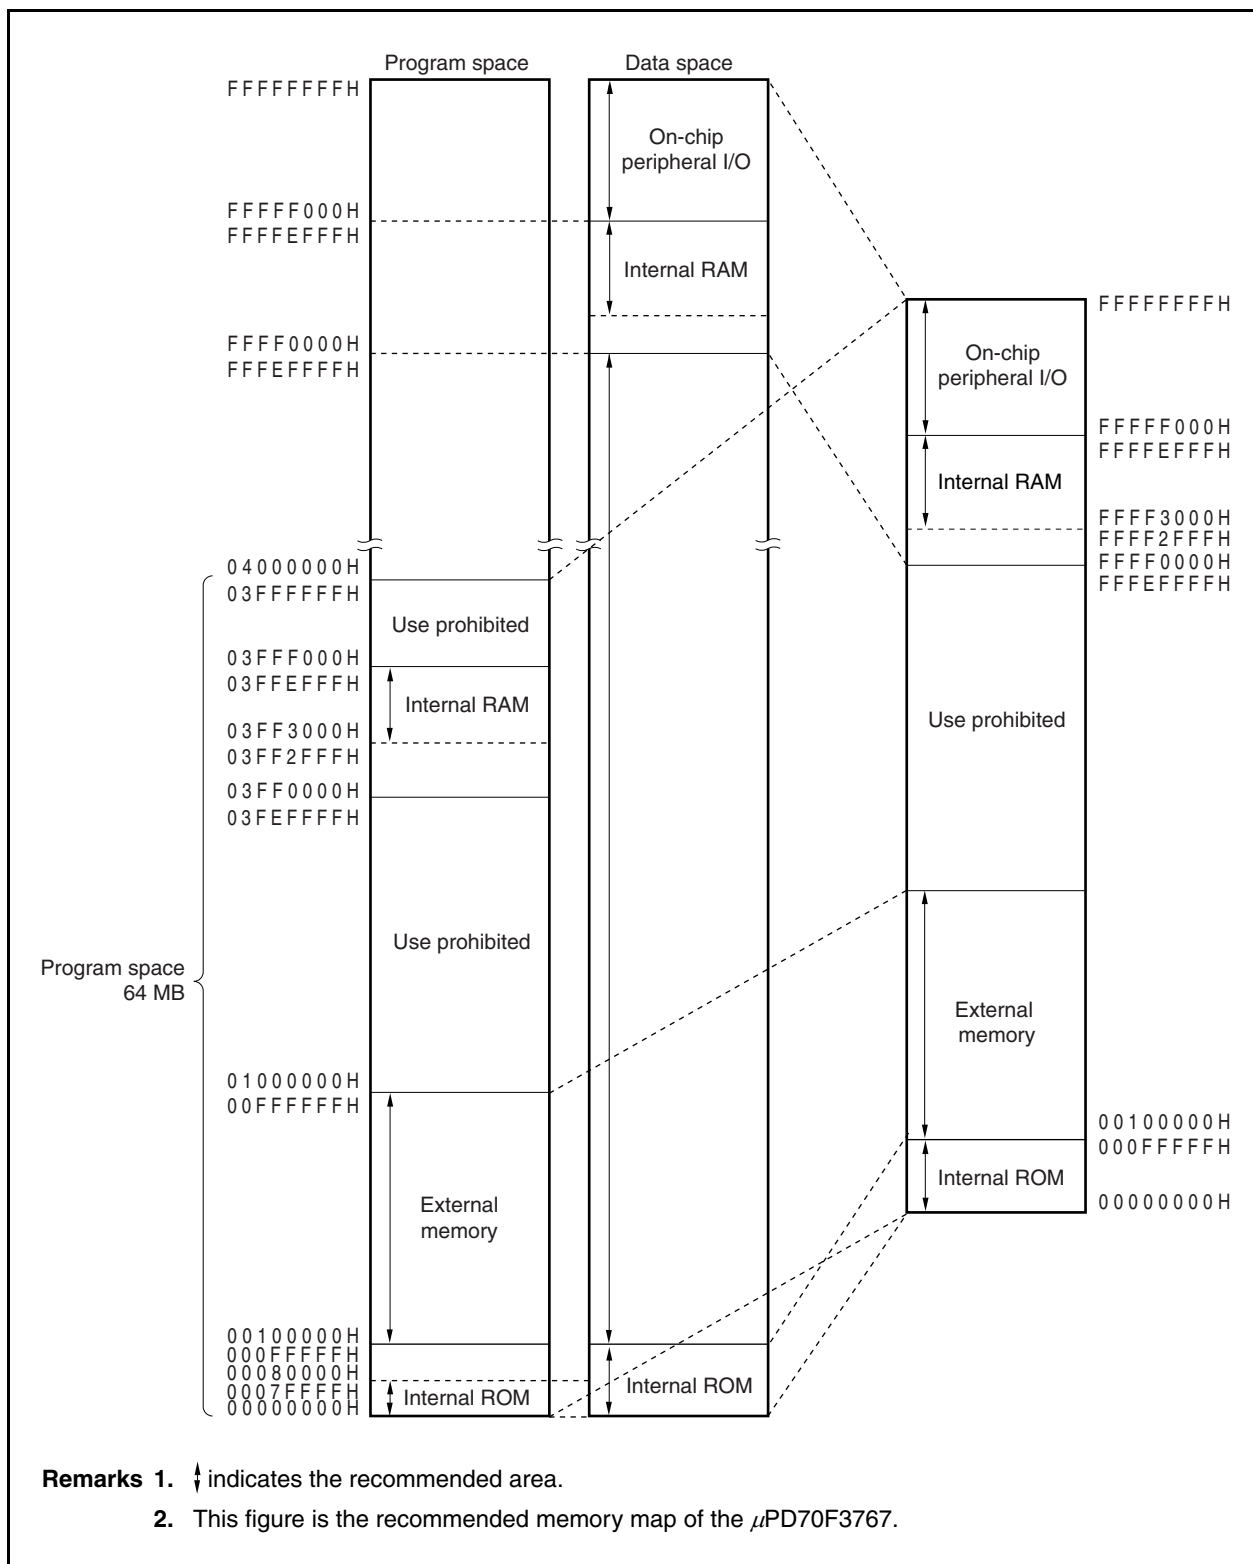 Program space
Data space
FFFFFFFFH
On-chip
peripheral I/O
FFFFF000H
FFFFEFFFH
Internal RAM
FFFF0000H
FFFEFFFFH
04000000H
03FFFFFFH
Use prohibited
03FFF000H
03FFEFFFH
Internal RAM
03FF3000H
03FF2FFFH
03FF0000H
03FEFFFFH
Use prohibited
Program space
64 MB
01000000H
00FFFFFFH
External
memory
00100000H
000FFFFFH
00080000H
0007FFFFH
00000000H
Internal ROM
Internal ROM
FFFFFFFFH
On-chip
peripheral I/O
FFFFF000H
FFFFEFFFH
Internal RAM
FFFF3000H
FFFF2FFFH
FFFF0000H
FFFEFFFFH
Use prohibited
External
memory
00100000H
000FFFFFH
Internal ROM
00000000H
Remarks 1. ↕ indicates the recommended area.
2. This figure is the recommended memory map of the μPD70F3767.